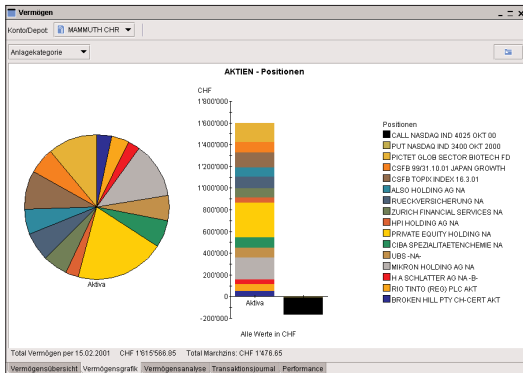 Vermögen
Konto/Depot: MAMMUTH CHR
Anlagekategorie
AKTIEN - Positionen
CHF
1'800'000
1'600'000
1'400'000
1'200'000
1'000'000
800'000
600'000
400'000
200'000
0
-200'000
Aktiva
Aktiva
Alle Werte in CHF
Positionen
CALL NASDAQ IND 4025 OKT 00
PUT NASDAQ IND 3400 OKT 2000
PICTET GLOB SECTOR BIOTECH FD
CSFB 99/31.10.01 JAPAN GROWTH
CSFB TOPIX INDEX 16.3.01
ALSO HOLDING AG NA
RUECKVERSICHERUNG NA
ZURICH FINANCIAL SERVICES NA
HPI HOLDING AG NA
PRIVATE EQUITY HOLDING NA
CIBA SPEZIALITAETENCHEMIE NA
UBS -NA-
MIKRON HOLDING AG NA
H A SCHLATTER AG NA -B-
RIO TINTO (REG) PLC AKT
BROKEN HILL PTY CH-CERT AKT
Total Vermögen per 15.02.2001 CHF 1'615'566.85 Total Marchzins: CHF 1'476.65
Vermögensübersicht Vermögensgrafik Vermögensanalyse Transaktionsjournal Performance